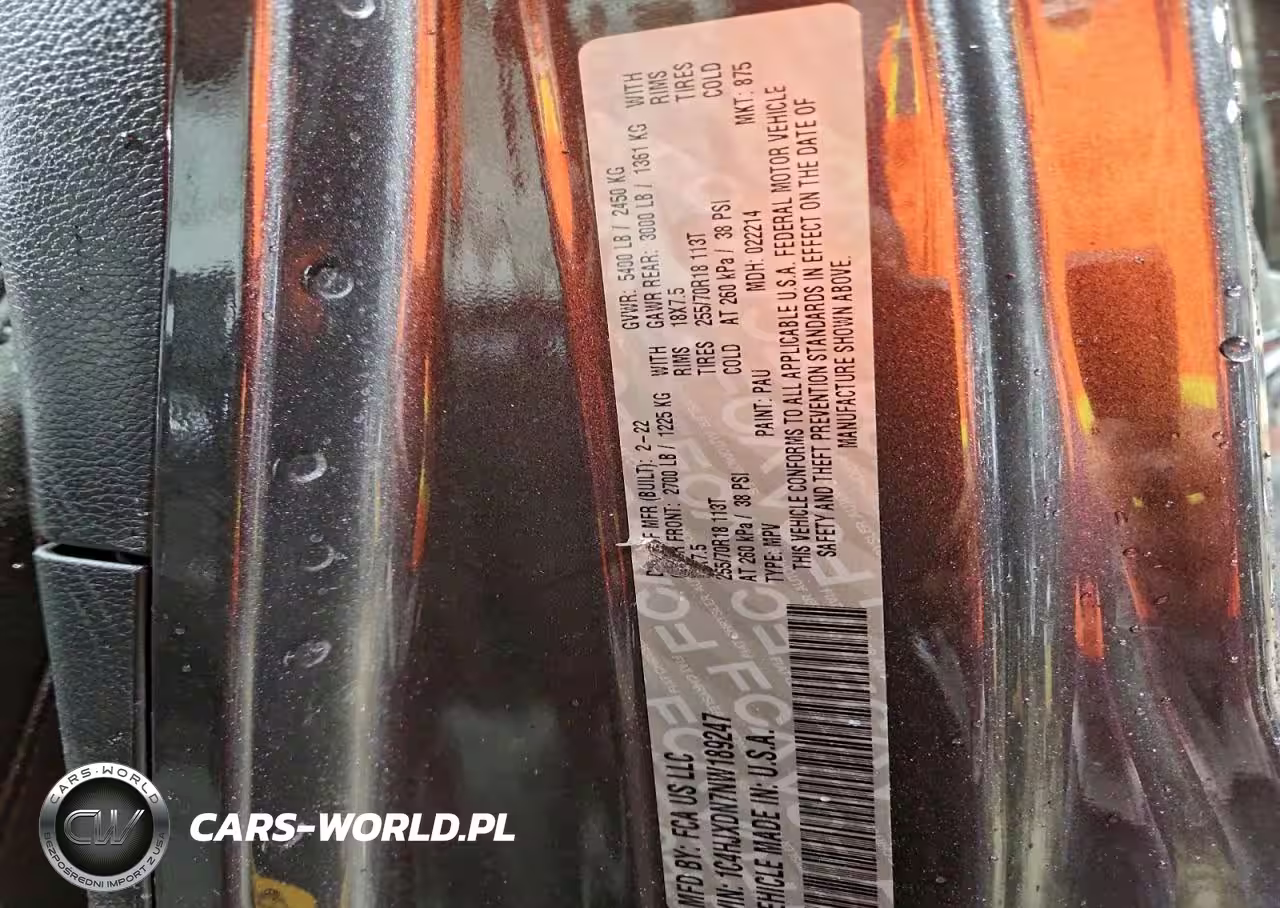 MFD BY: FCA US LLC
DATE OF MFR (BUILT): 2-22
GVWR: 5400 LB / 2450 KG
FRONT: 2700 LB / 1225 KG WITH
7.5 RIMS
255/70R18 113T TIRES
AT 260 kPa / 38 PSI COLD
GAWR REAR: 3000 LB / 1361 KG WITH
18X7.5 RIMS
255/70R18 113T TIRES
AT 260 kPa / 38 PSI COLD
TYPE: MPV PAINT: PAU MDH: 022214 MKT: 875
THIS VEHICLE CONFORMS TO ALL APPLICABLE U.S.A. FEDERAL MOTOR VEHICLE
SAFETY AND THEFT PREVENTION STANDARDS IN EFFECT ON THE DATE OF
MANUFACTURE SHOWN ABOVE.
VIN: 1C4HJXDN7NW189247
VEHICLE MADE IN: U.S.A.
CARS-WORLD
CW
BEZPOŚREDNI IMPORT Z USA
CARS-WORLD.PL